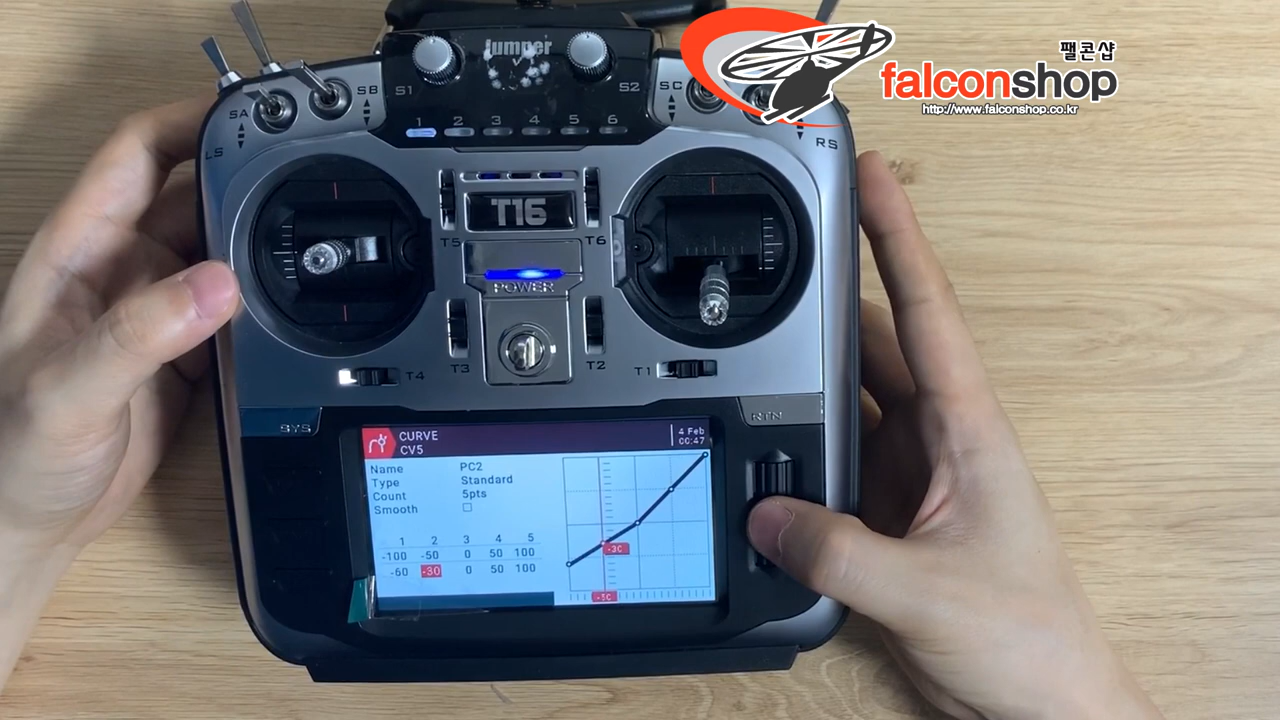 팰콘샵
falconshop
http://www.falconshop.co.kr
jumper
S1
S2
SA
SB
SC
LS
RS
1 2 3 4 5 6
T16
T5
T6
POWER
T4
T3
T2
T1
SYS
RTN
CURVE
CV5
4 Feb
00:47
Name PC2
Type Standard
Count 5pts
Smooth
1 2 3 4 5
-100 -50 0 50 100
-60 -30 0 50 100
-30